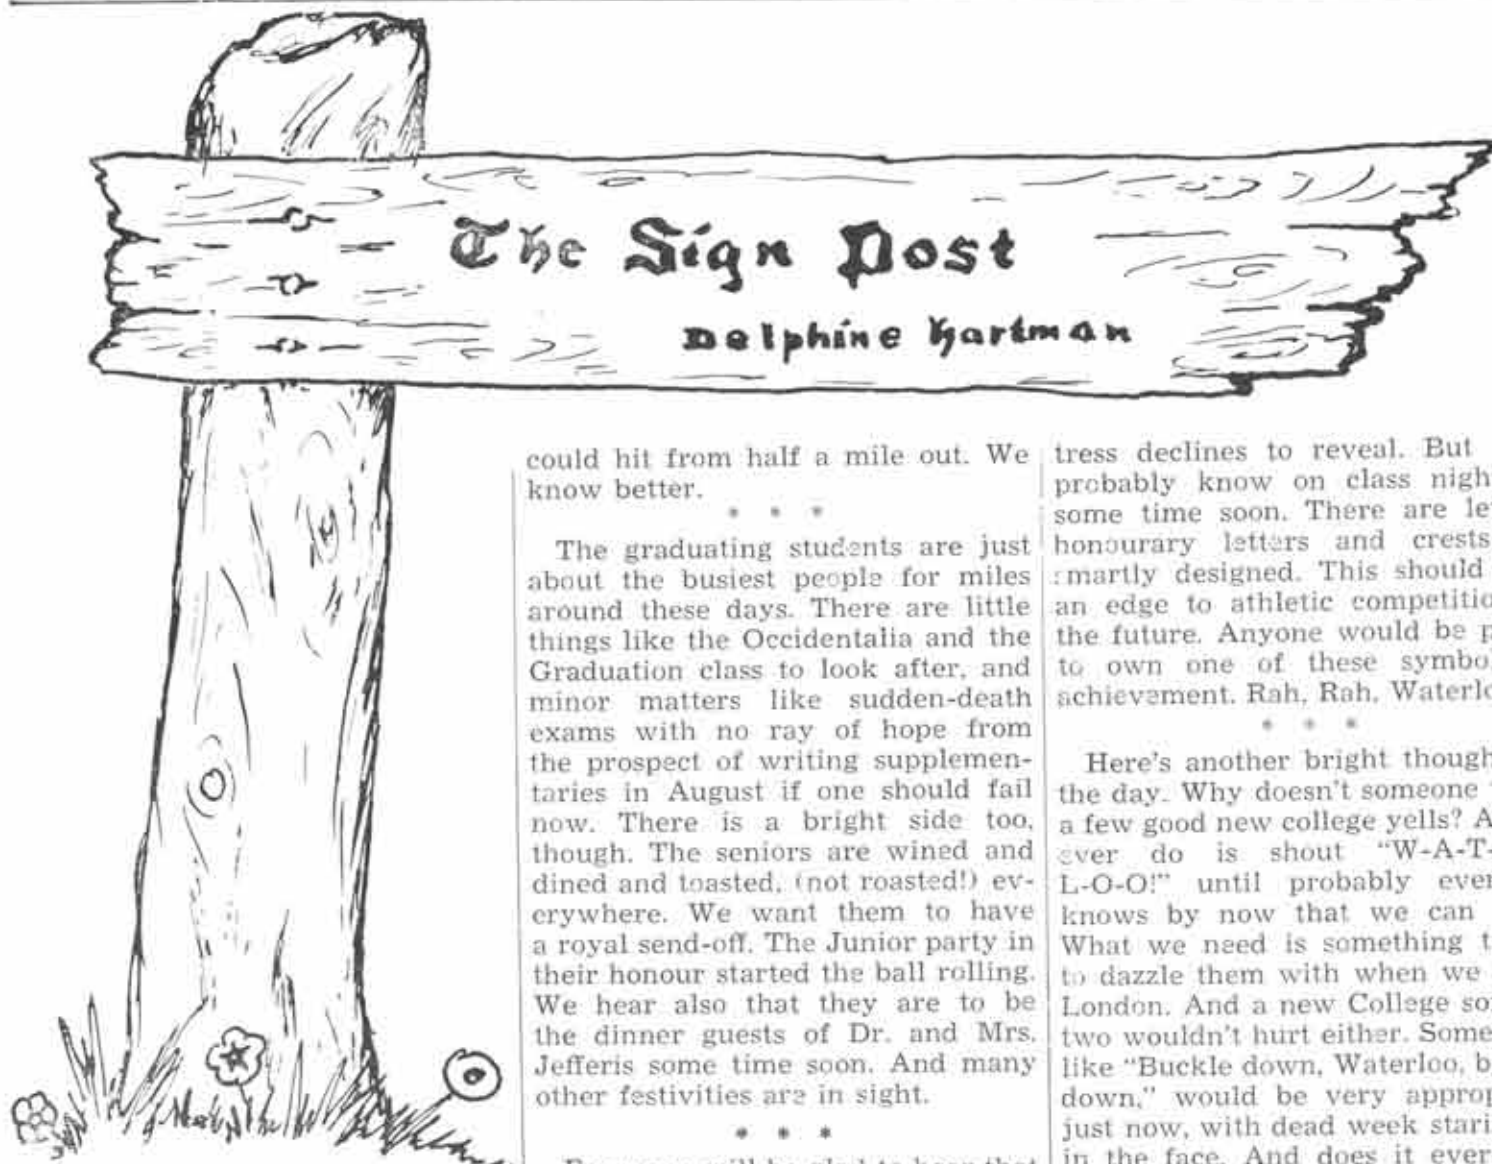 The Sign Post
Delphine Hartman
could hit from half a mile out. We
know better.
* * *
The graduating students are just
about the busiest people for miles
around these days. There are little
things like the Occidentalia and the
Graduation class to look after, and
minor matters like sudden-death
exams with no ray of hope from
the prospect of writing supplemen-
taries in August if one should fail
now. There is a bright side too,
though. The seniors are wined and
dined and toasted, (not roasted!) ev-
erywhere. We want them to have
a royal send-off. The Junior party in
their honour started the ball rolling.
We hear also that they are to be
the dinner guests of Dr. and Mrs.
Jefferis some time soon. And many
other festivities are in sight.
* * *
will be glad to hear that
tress declines to reveal. But
probably know on class nigh
some time soon. There are le
honourary letters and crests
smartly designed. This should
an edge to athletic competitio
the future. Anyone would be p
to own one of these symbo
achievement. Rah, Rah, Waterlo
* * *
Here's another bright though
the day. Why doesn't someone
a few good new college yells? A
ever do is shout "W-A-T-
L-O-O!" until probably ever
knows by now that we can
What we need is something t
to dazzle them with when we
London. And a new College so
two wouldn't hurt either. Some
like "Buckle down, Waterloo, b
down," would be very approp
just now, with dead week stari
in the face. And does it ever